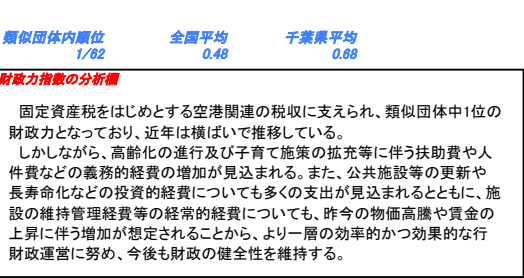 類似団体内順位 全国平均 千葉県平均
1/62 0.48 0.68
財政力指数の分析欄
固定資産税をはじめとする空港関連の税収に支えられ、類似団体中1位の
財政力となっており、近年は横ばいで推移している。
しかしながら、高齢化の進行及び子育て施策の拡充等に伴う扶助費や人
件費などの義務的経費の増加が見込まれる。また、公共施設等の更新や
長寿命化などの投資的経費についても多くの支出が見込まれるとともに、施
設の維持管理経費等の経常的経費についても、昨今の物価高騰や賃金の
上昇に伴う増加が想定されることから、より一層の効率的かつ効果的な行
財政運営に努め、今後も財政の健全性を維持する。